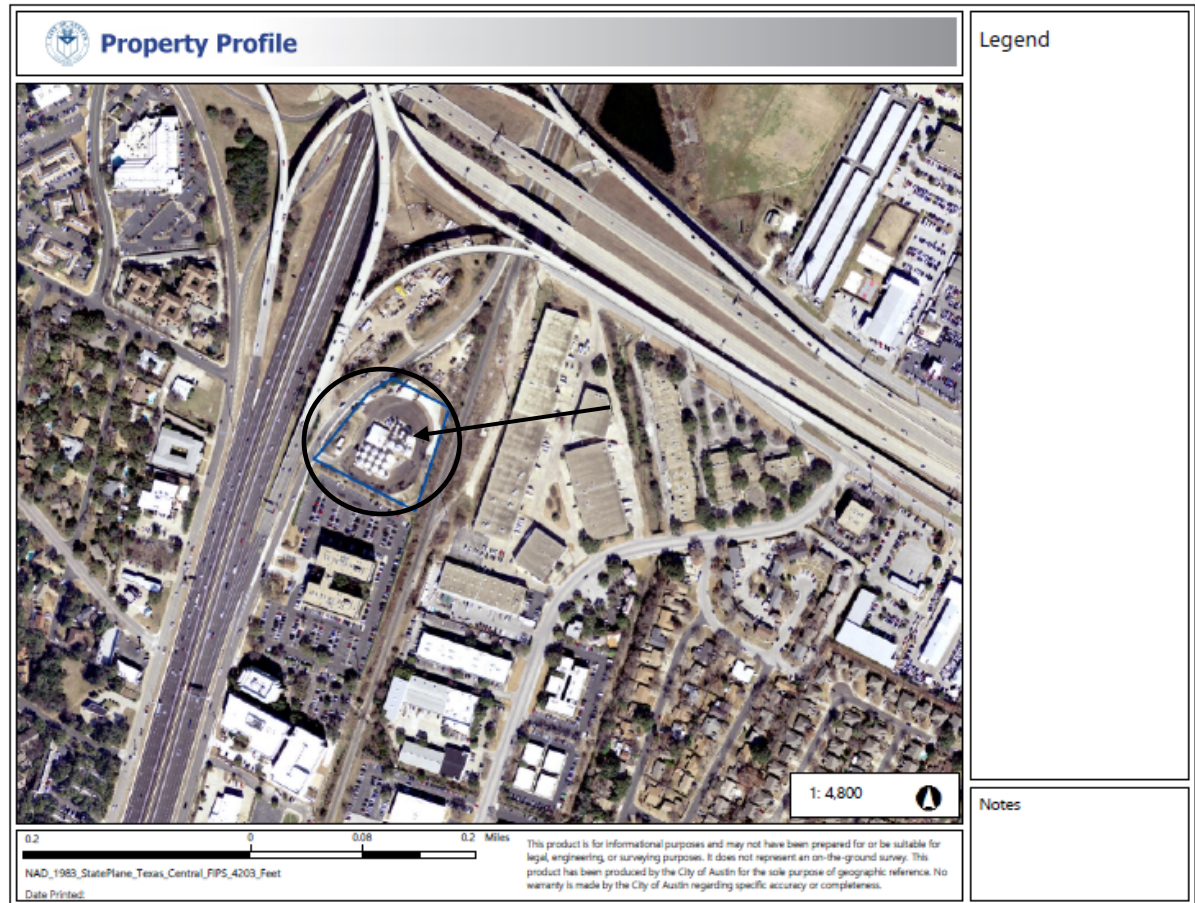 CITY OF AUSTIN
Property Profile
Legend
1: 4,800
Notes
0.2 0 0.08 0.2 Miles
NAD_1983_StatePlane_Texas_Central_FIPS_4203_Feet
Date Printed:
This product is for informational purposes and may not have been prepared for or be suitable for
legal, engineering, or surveying purposes. It does not represent an on-the-ground survey. This
product has been produced by the City of Austin for the sole purpose of geographic reference. No
warranty is made by the City of Austin regarding specific accuracy or completeness.